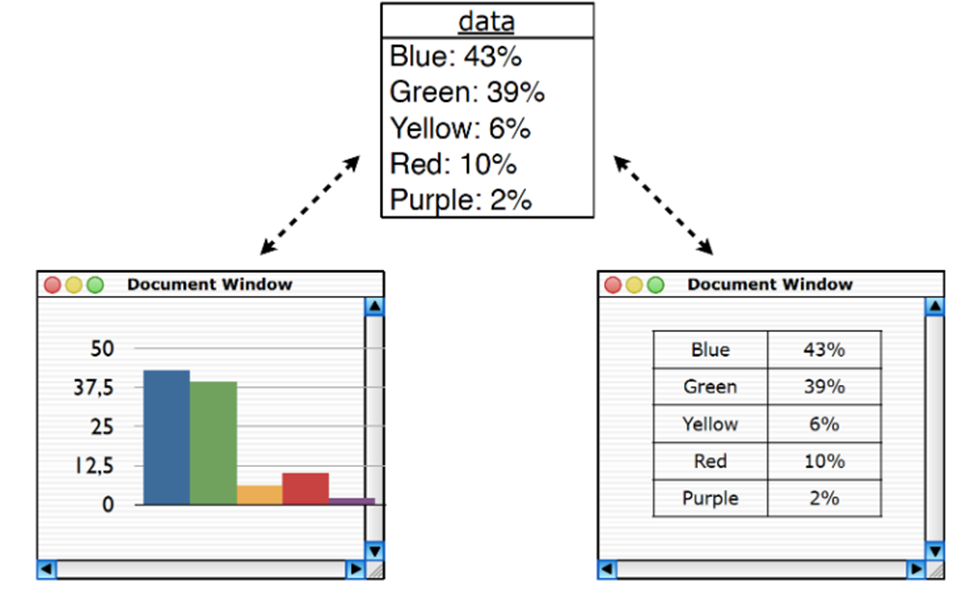 data
Blue: 43%
Green: 39%
Yellow: 6%
Red: 10%
Purple: 2%
Document Window
50
37,5
25
12,5
0
Document Window
Blue 43%
Green 39%
Yellow 6%
Red 10%
Purple 2%